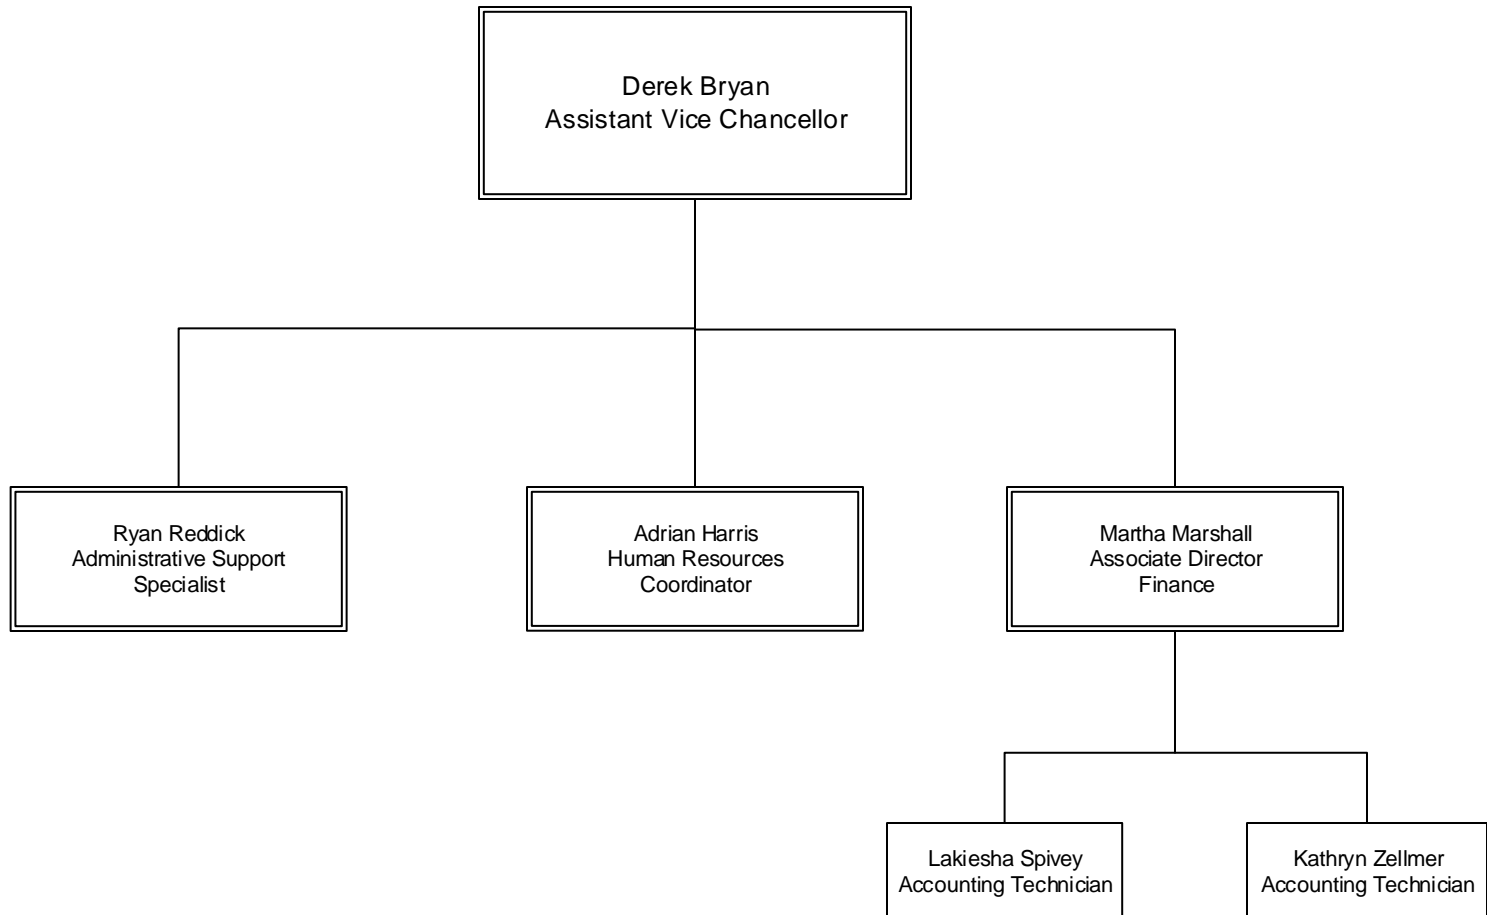 Derek Bryan
Assistant Vice Chancellor
Ryan Reddick
Administrative Support
Specialist
Adrian Harris
Human Resources
Coordinator
Martha Marshall
Associate Director
Finance
Lakiesha Spivey
Accounting Technician
Kathryn Zellmer
Accounting Technician